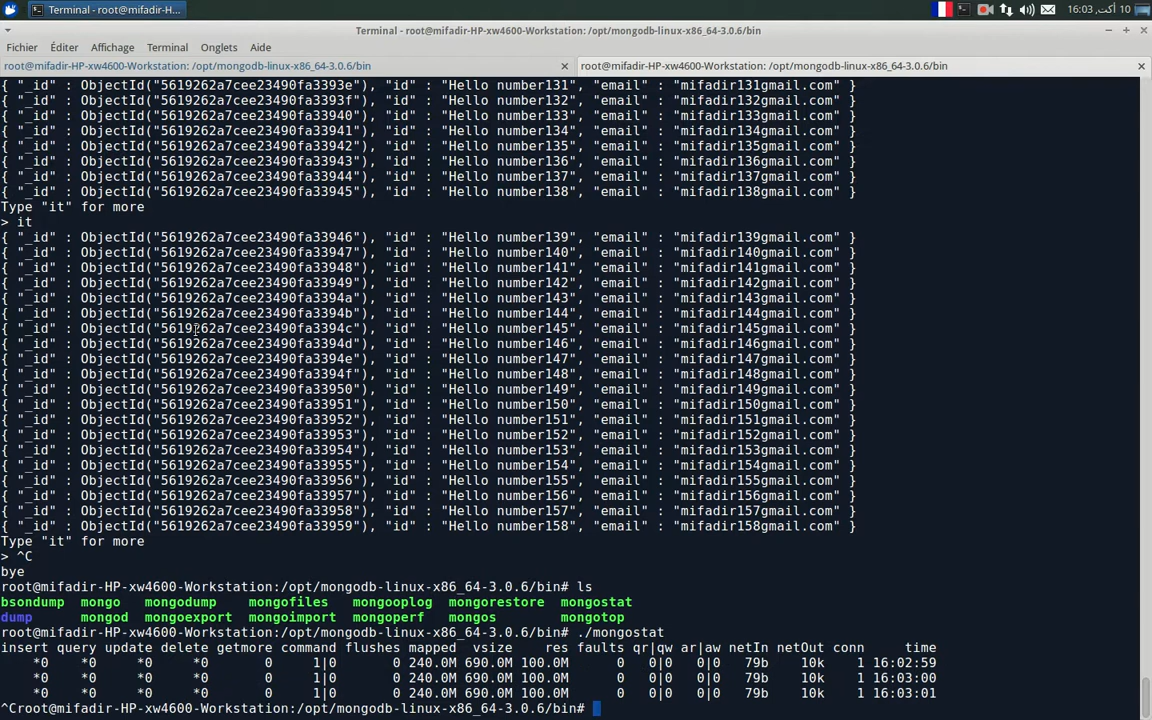 Terminal - root@mifadir-HP-xw4...
10 أكت, 16:03
Terminal - root@mifadir-HP-xw4600-Workstation: /opt/mongodb-linux-x86_64-3.0.6/bin
Fichier Éditer Affichage Terminal Onglets Aide
root@mifadir-HP-xw4600-Workstation: /opt/mongodb-linux-x86_64-3.0.6/bin
root@mifadir-HP-xw4600-Workstation: /opt/mongodb-linux-x86_64-3.0.6/bin
{ "_id" : ObjectId("5619262a7cee23490fa3393e"), "id" : "Hello number131", "email" : "mifadir131gmail.com" }
{ "_id" : ObjectId("5619262a7cee23490fa3393f"), "id" : "Hello number132", "email" : "mifadir132gmail.com" }
{ "_id" : ObjectId("5619262a7cee23490fa33940"), "id" : "Hello number133", "email" : "mifadir133gmail.com" }
{ "_id" : ObjectId("5619262a7cee23490fa33941"), "id" : "Hello number134", "email" : "mifadir134gmail.com" }
{ "_id" : ObjectId("5619262a7cee23490fa33942"), "id" : "Hello number135", "email" : "mifadir135gmail.com" }
{ "_id" : ObjectId("5619262a7cee23490fa33943"), "id" : "Hello number136", "email" : "mifadir136gmail.com" }
{ "_id" : ObjectId("5619262a7cee23490fa33944"), "id" : "Hello number137", "email" : "mifadir137gmail.com" }
{ "_id" : ObjectId("5619262a7cee23490fa33945"), "id" : "Hello number138", "email" : "mifadir138gmail.com" }
Type "it" for more
> it
{ "_id" : ObjectId("5619262a7cee23490fa33946"), "id" : "Hello number139", "email" : "mifadir139gmail.com" }
{ "_id" : ObjectId("5619262a7cee23490fa33947"), "id" : "Hello number140", "email" : "mifadir140gmail.com" }
{ "_id" : ObjectId("5619262a7cee23490fa33948"), "id" : "Hello number141", "email" : "mifadir141gmail.com" }
{ "_id" : ObjectId("5619262a7cee23490fa33949"), "id" : "Hello number142", "email" : "mifadir142gmail.com" }
{ "_id" : ObjectId("5619262a7cee23490fa3394a"), "id" : "Hello number143", "email" : "mifadir143gmail.com" }
{ "_id" : ObjectId("5619262a7cee23490fa3394b"), "id" : "Hello number144", "email" : "mifadir144gmail.com" }
{ "_id" : ObjectId("5619262a7cee23490fa3394c"), "id" : "Hello number145", "email" : "mifadir145gmail.com" }
{ "_id" : ObjectId("5619262a7cee23490fa3394d"), "id" : "Hello number146", "email" : "mifadir146gmail.com" }
{ "_id" : ObjectId("5619262a7cee23490fa3394e"), "id" : "Hello number147", "email" : "mifadir147gmail.com" }
{ "_id" : ObjectId("5619262a7cee23490fa3394f"), "id" : "Hello number148", "email" : "mifadir148gmail.com" }
{ "_id" : ObjectId("5619262a7cee23490fa33950"), "id" : "Hello number149", "email" : "mifadir149gmail.com" }
{ "_id" : ObjectId("5619262a7cee23490fa33951"), "id" : "Hello number150", "email" : "mifadir150gmail.com" }
{ "_id" : ObjectId("5619262a7cee23490fa33952"), "id" : "Hello number151", "email" : "mifadir151gmail.com" }
{ "_id" : ObjectId("5619262a7cee23490fa33953"), "id" : "Hello number152", "email" : "mifadir152gmail.com" }
{ "_id" : ObjectId("5619262a7cee23490fa33954"), "id" : "Hello number153", "email" : "mifadir153gmail.com" }
{ "_id" : ObjectId("5619262a7cee23490fa33955"), "id" : "Hello number154", "email" : "mifadir154gmail.com" }
{ "_id" : ObjectId("5619262a7cee23490fa33956"), "id" : "Hello number155", "email" : "mifadir155gmail.com" }
{ "_id" : ObjectId("5619262a7cee23490fa33957"), "id" : "Hello number156", "email" : "mifadir156gmail.com" }
{ "_id" : ObjectId("5619262a7cee23490fa33958"), "id" : "Hello number157", "email" : "mifadir157gmail.com" }
{ "_id" : ObjectId("5619262a7cee23490fa33959"), "id" : "Hello number158", "email" : "mifadir158gmail.com" }
Type "it" for more
> ^C
bye
root@mifadir-HP-xw4600-Workstation:/opt/mongodb-linux-x86_64-3.0.6/bin# ls
bsondump mongo mongodump mongofiles mongooplog mongorestore mongostat
dump mongod mongoexport mongoimport mongoperf mongos mongotop
root@mifadir-HP-xw4600-Workstation:/opt/mongodb-linux-x86_64-3.0.6/bin# ./mongostat
insert query update delete getmore command flushes mapped vsize res faults qr|qw ar|aw netIn netOut conn time
*0 *0 *0 *0 0 1|0 0 240.0M 690.0M 100.0M 0 0|0 0|0 79b 10k 1 16:02:59
*0 *0 *0 *0 0 1|0 0 240.0M 690.0M 100.0M 0 0|0 0|0 79b 10k 1 16:03:00
*0 *0 *0 *0 0 1|0 0 240.0M 690.0M 100.0M 0 0|0 0|0 79b 10k 1 16:03:01
^Croot@mifadir-HP-xw4600-Workstation:/opt/mongodb-linux-x86_64-3.0.6/bin#